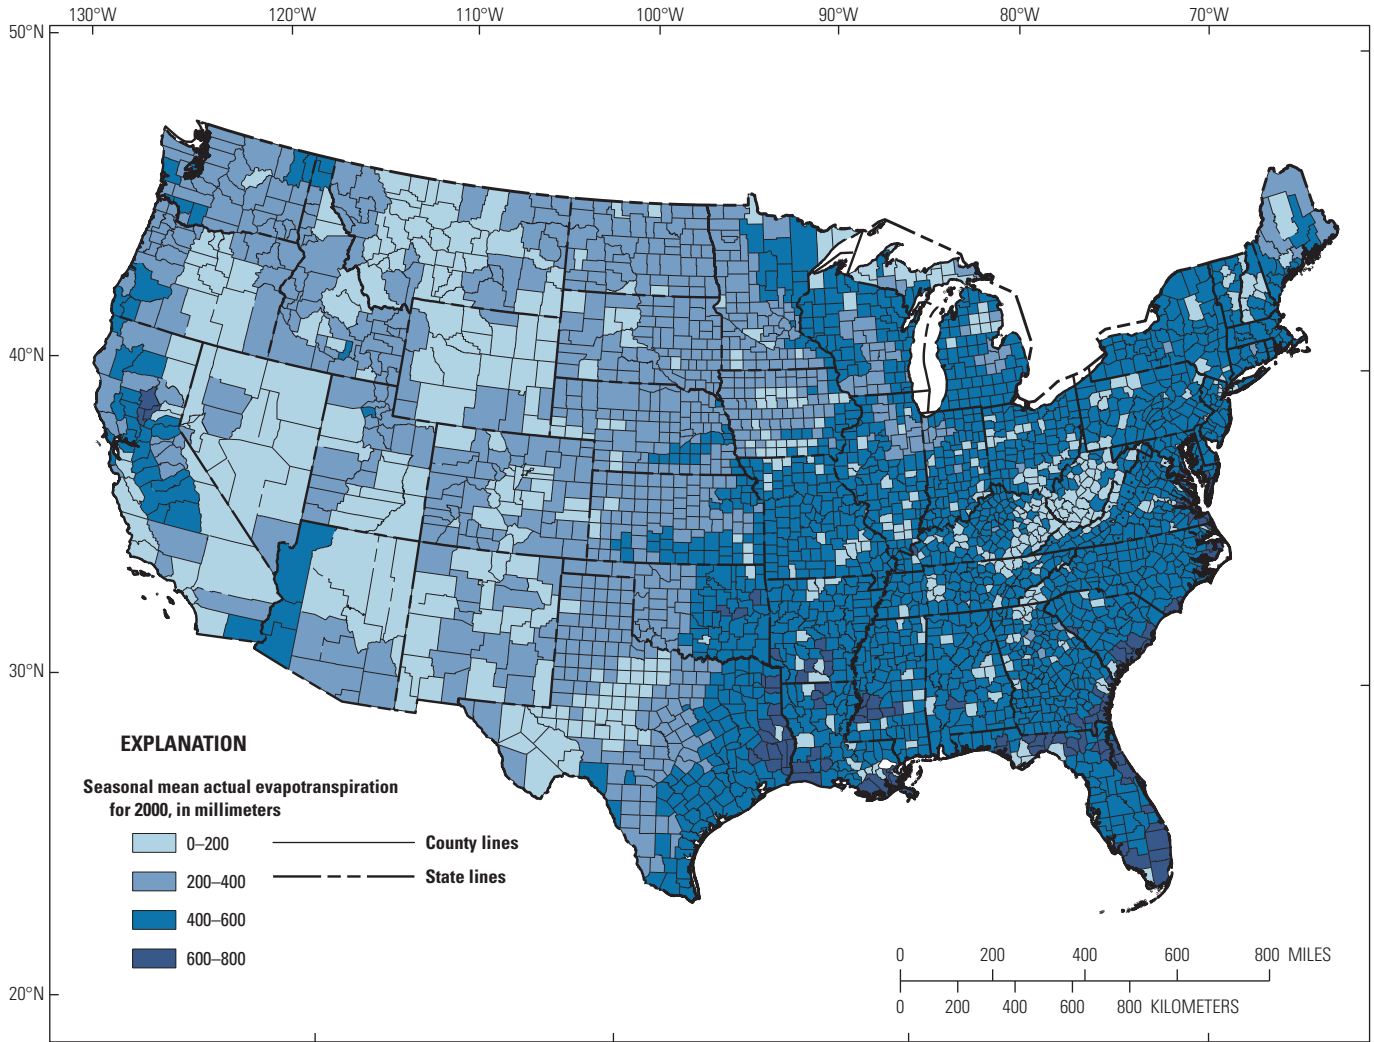 130°W 120°W 110°W 100°W 90°W 80°W 70°W
50°N
40°N
30°N
20°N
EXPLANATION
Seasonal mean actual evapotranspiration
for 2000, in millimeters
0–200
200–400
400–600
600–800
County lines
State lines
0 200 400 600 800 MILES
0 200 400 600 800 KILOMETERS